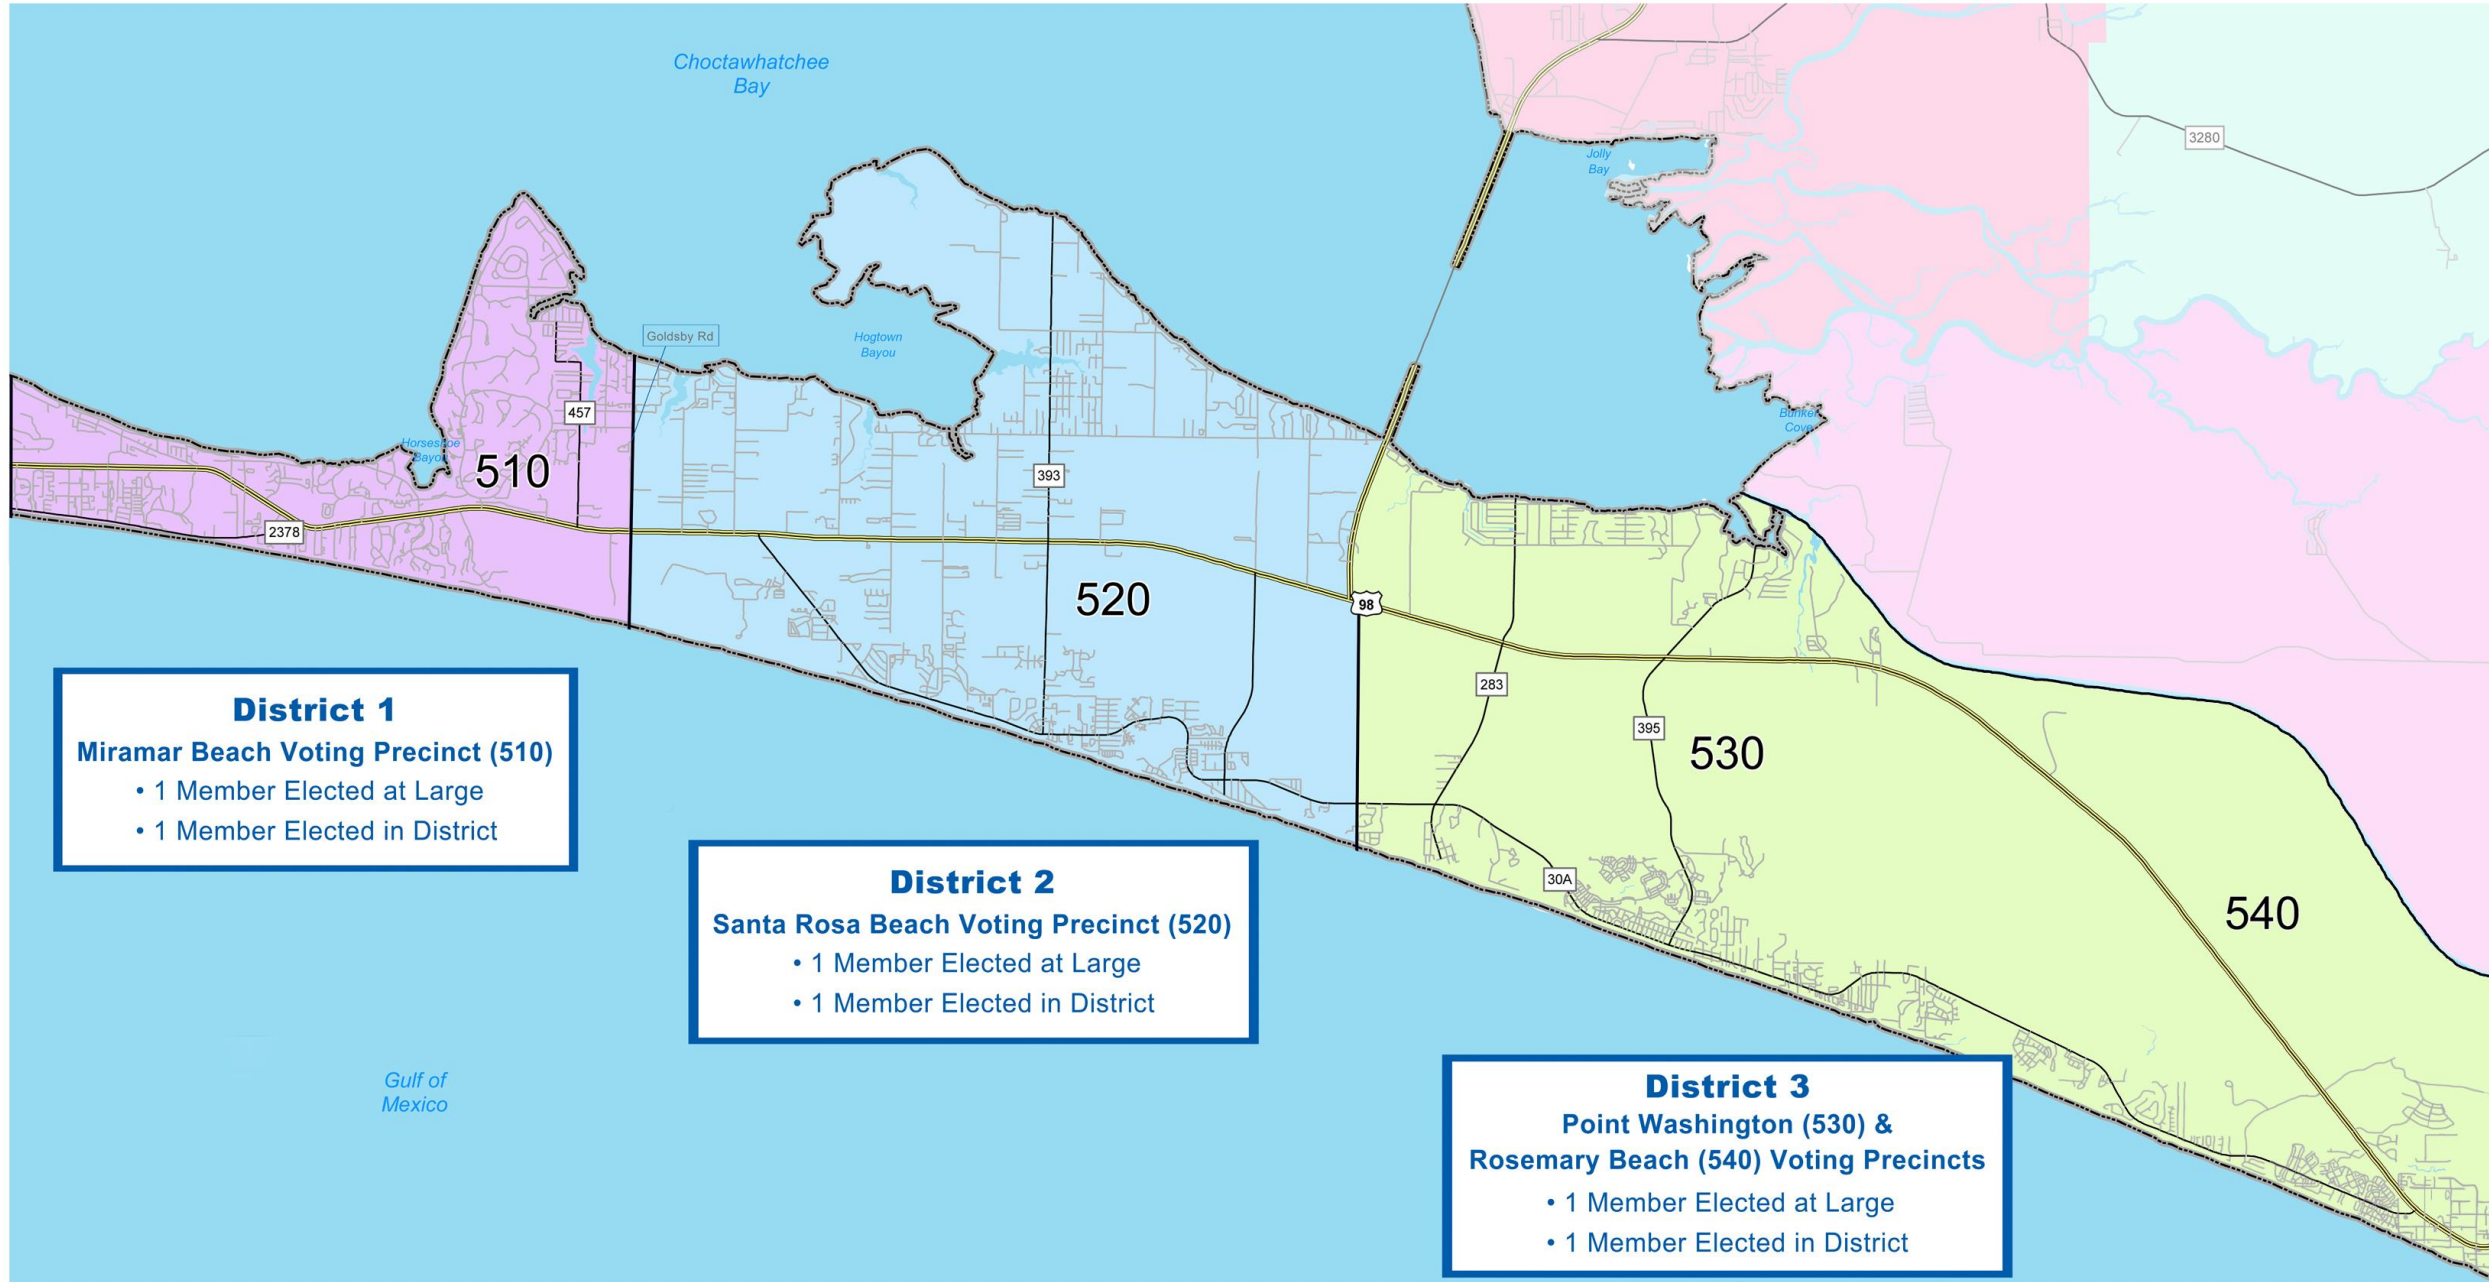 Choctawhatchee
Bay
Jolly
Bay
3280
Goldsby Rd
Hogtown
Bayou
457
Bunker
Cove
Horseshoe
Bayou
510
393
2378
520
98
283
395
530
540
30A
District 1
Miramar Beach Voting Precinct (510)
• 1 Member Elected at Large
• 1 Member Elected in District
District 2
Santa Rosa Beach Voting Precinct (520)
• 1 Member Elected at Large
• 1 Member Elected in District
Gulf of
Mexico
District 3
Point Washington (530) &
Rosemary Beach (540) Voting Precincts
• 1 Member Elected at Large
• 1 Member Elected in District